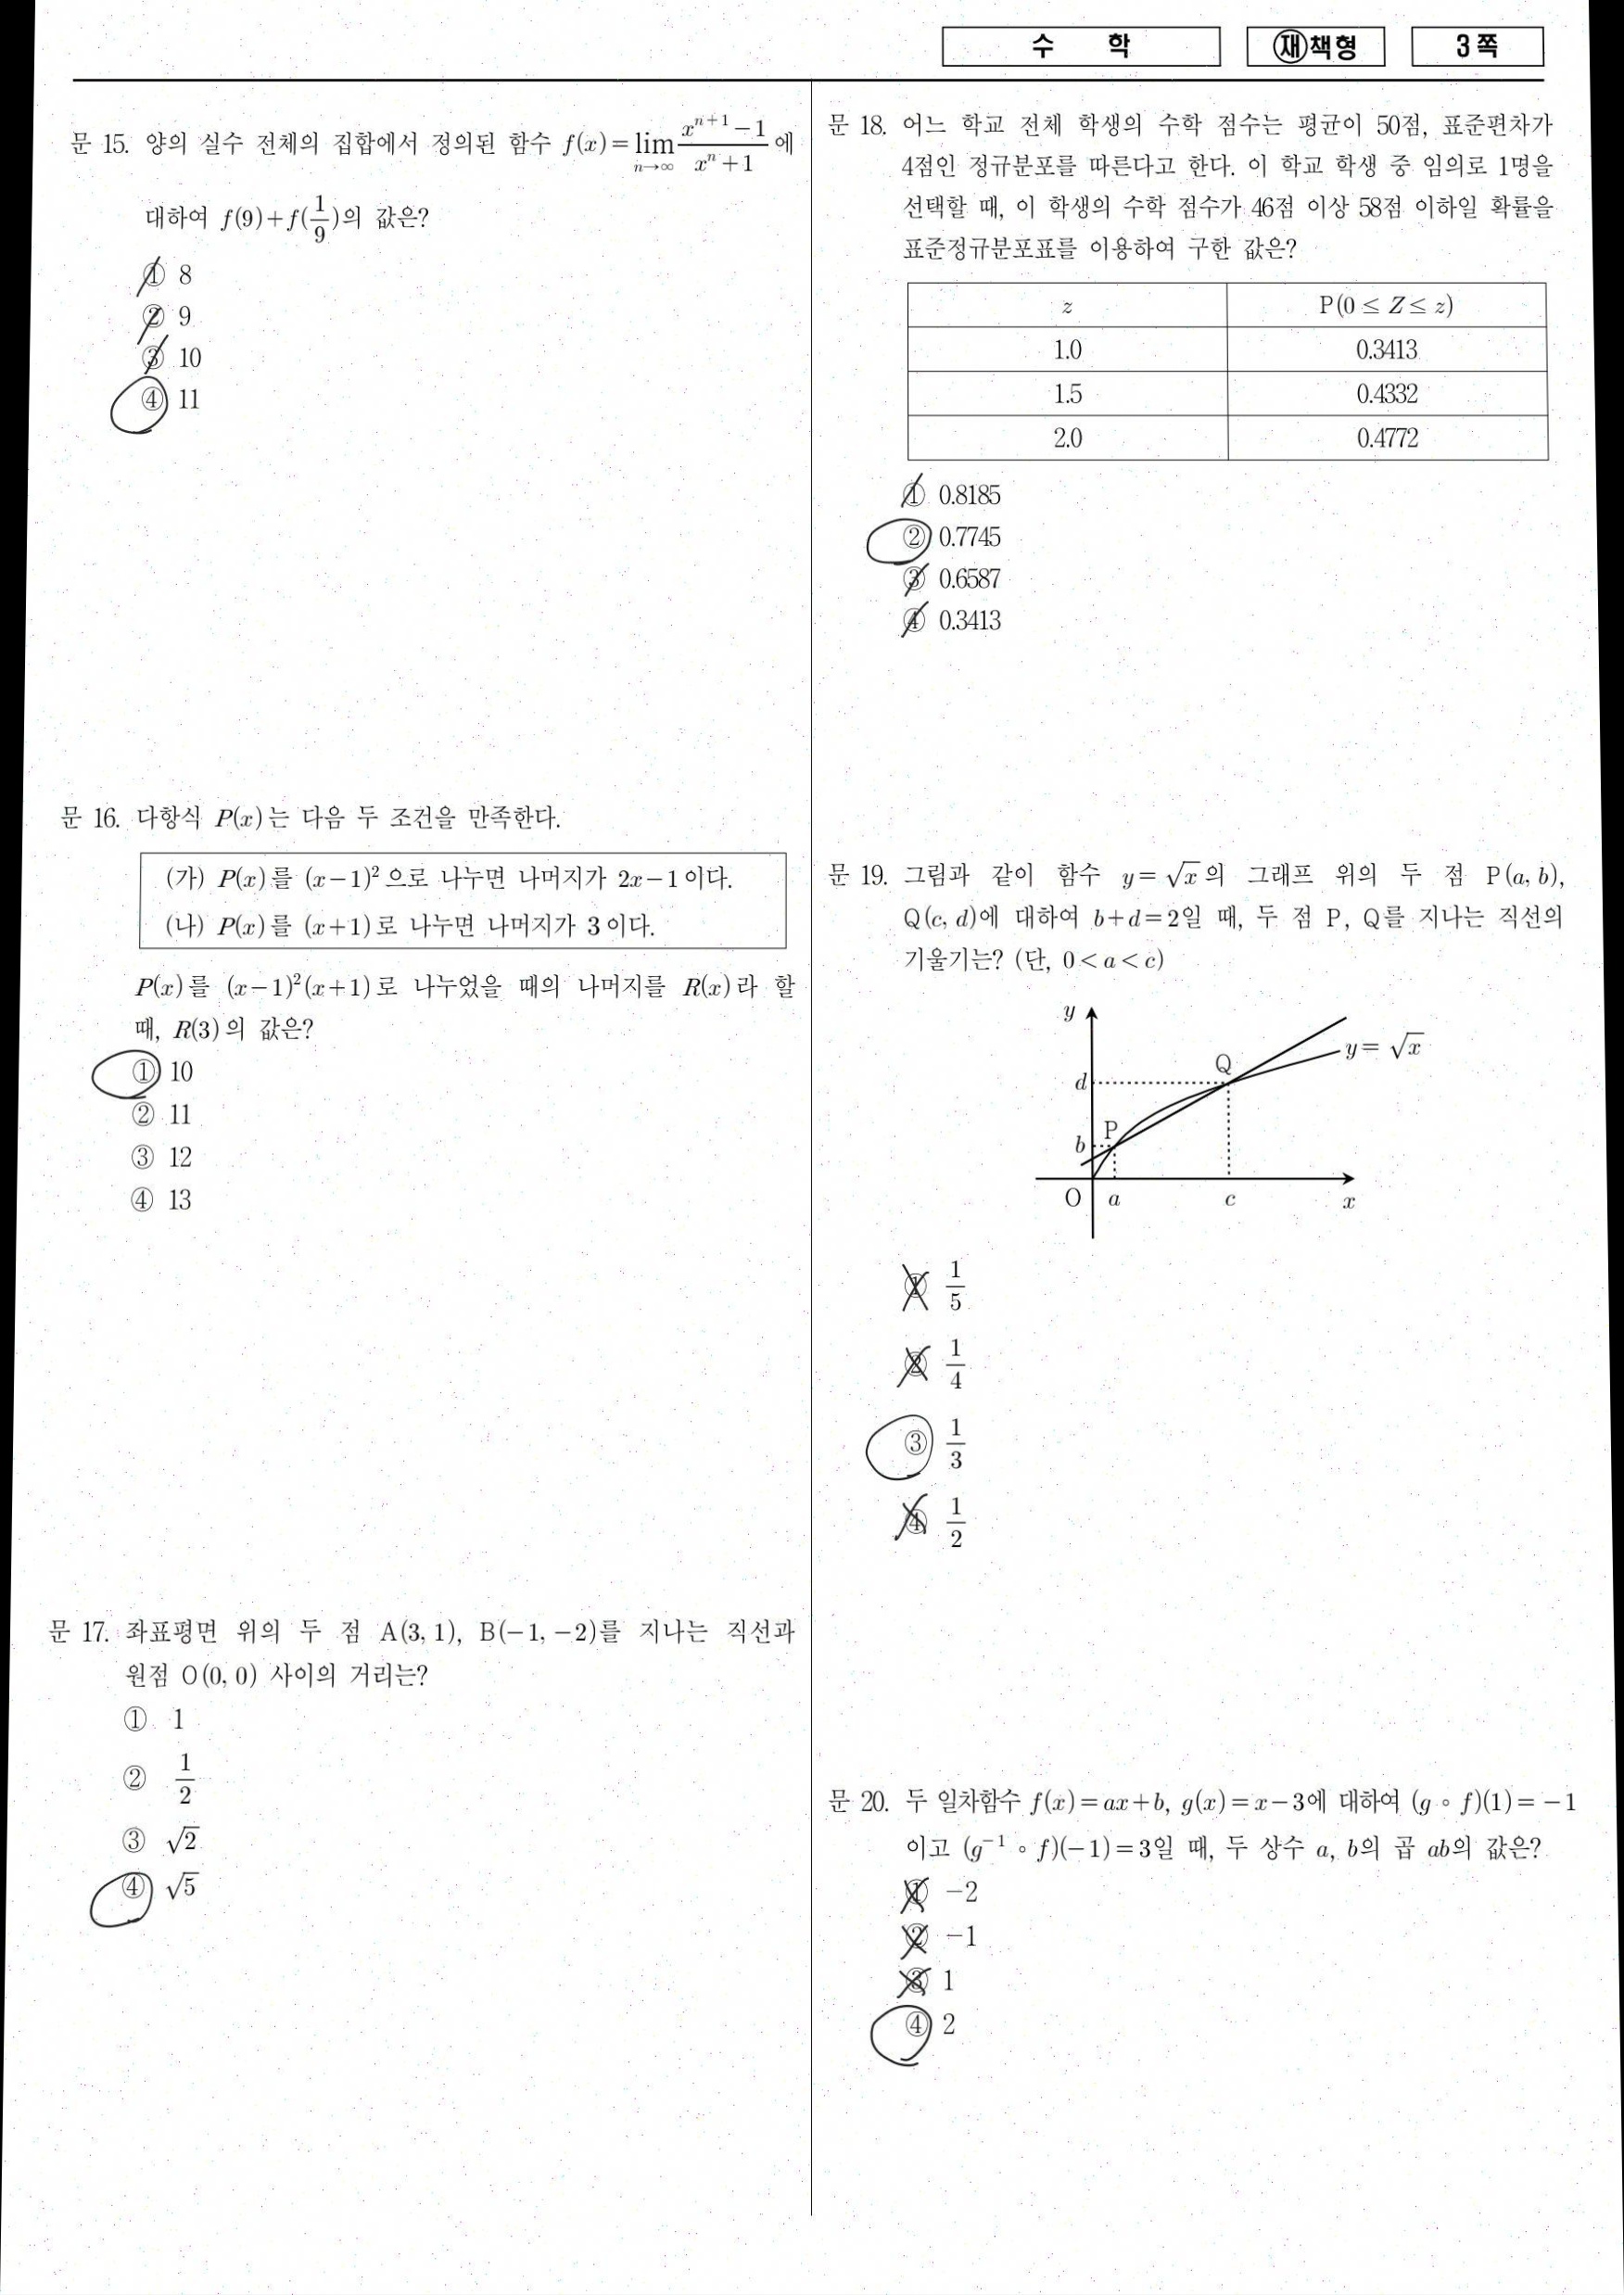 수 학
재책형
3쪽
문 15. 양의 실수 전체의 집합에서 정의된 함수 f(x) = lim_{n→∞} (x^{n+1} − 1)/(x^n + 1) 에
대하여 f(9) + f(1/9)의 값은?
① 8
② 9
③ 10
④ 11
문 16. 다항식 P(x)는 다음 두 조건을 만족한다.
(가) P(x)를 (x−1)²으로 나누면 나머지가 2x−1이다.
(나) P(x)를 (x+1)로 나누면 나머지가 3이다.
P(x)를 (x−1)²(x+1)로 나누었을 때의 나머지를 R(x)라 할
때, R(3)의 값은?
① 10
② 11
③ 12
④ 13
문 17. 좌표평면 위의 두 점 A(3, 1), B(−1, −2)를 지나는 직선과
원점 O(0, 0) 사이의 거리는?
① 1
② 1/2
③ √2
④ √5
문 18. 어느 학교 전체 학생의 수학 점수는 평균이 50점, 표준편차가
4점인 정규분포를 따른다고 한다. 이 학교 학생 중 임의로 1명을
선택할 때, 이 학생의 수학 점수가 46점 이상 58점 이하일 확률을
표준정규분포표를 이용하여 구한 값은?
z P(0 ≤ Z ≤ z)
1.0 0.3413
1.5 0.4332
2.0 0.4772
① 0.8185
② 0.7745
③ 0.6587
④ 0.3413
문 19. 그림과 같이 함수 y = √x의 그래프 위의 두 점 P(a, b),
Q(c, d)에 대하여 b+d=2일 때, 두 점 P, Q를 지나는 직선의
기울기는? (단, 0 < a < c)
y
y = √x
Q
d
P
b
O a c x
① 1/5
② 1/4
③ 1/3
④ 1/2
문 20. 두 일차함수 f(x) = ax+b, g(x) = x−3에 대하여 (g ∘ f)(1) = −1
이고 (g⁻¹ ∘ f)(−1) = 3일 때, 두 상수 a, b의 곱 ab의 값은?
① −2
② −1
③ 1
④ 2